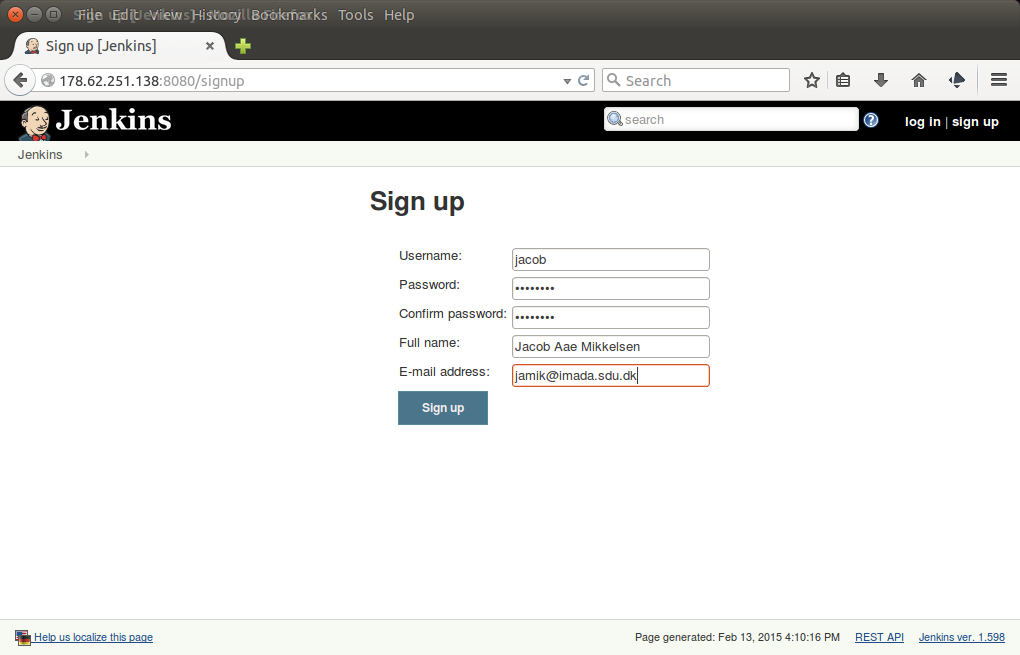 File Edit View History Bookmarks Tools Help
Sign up [Jenkins]
178.62.251.138:8080/signup
Search
Jenkins
search
log in | sign up
Jenkins
Sign up
Username: jacob
Password: ••••••••
Confirm password: ••••••••
Full name: Jacob Aae Mikkelsen
E-mail address: jamik@imada.sdu.dk
Sign up
Help us localize this page
Page generated: Feb 13, 2015 4:10:16 PM
REST API
Jenkins ver. 1.598